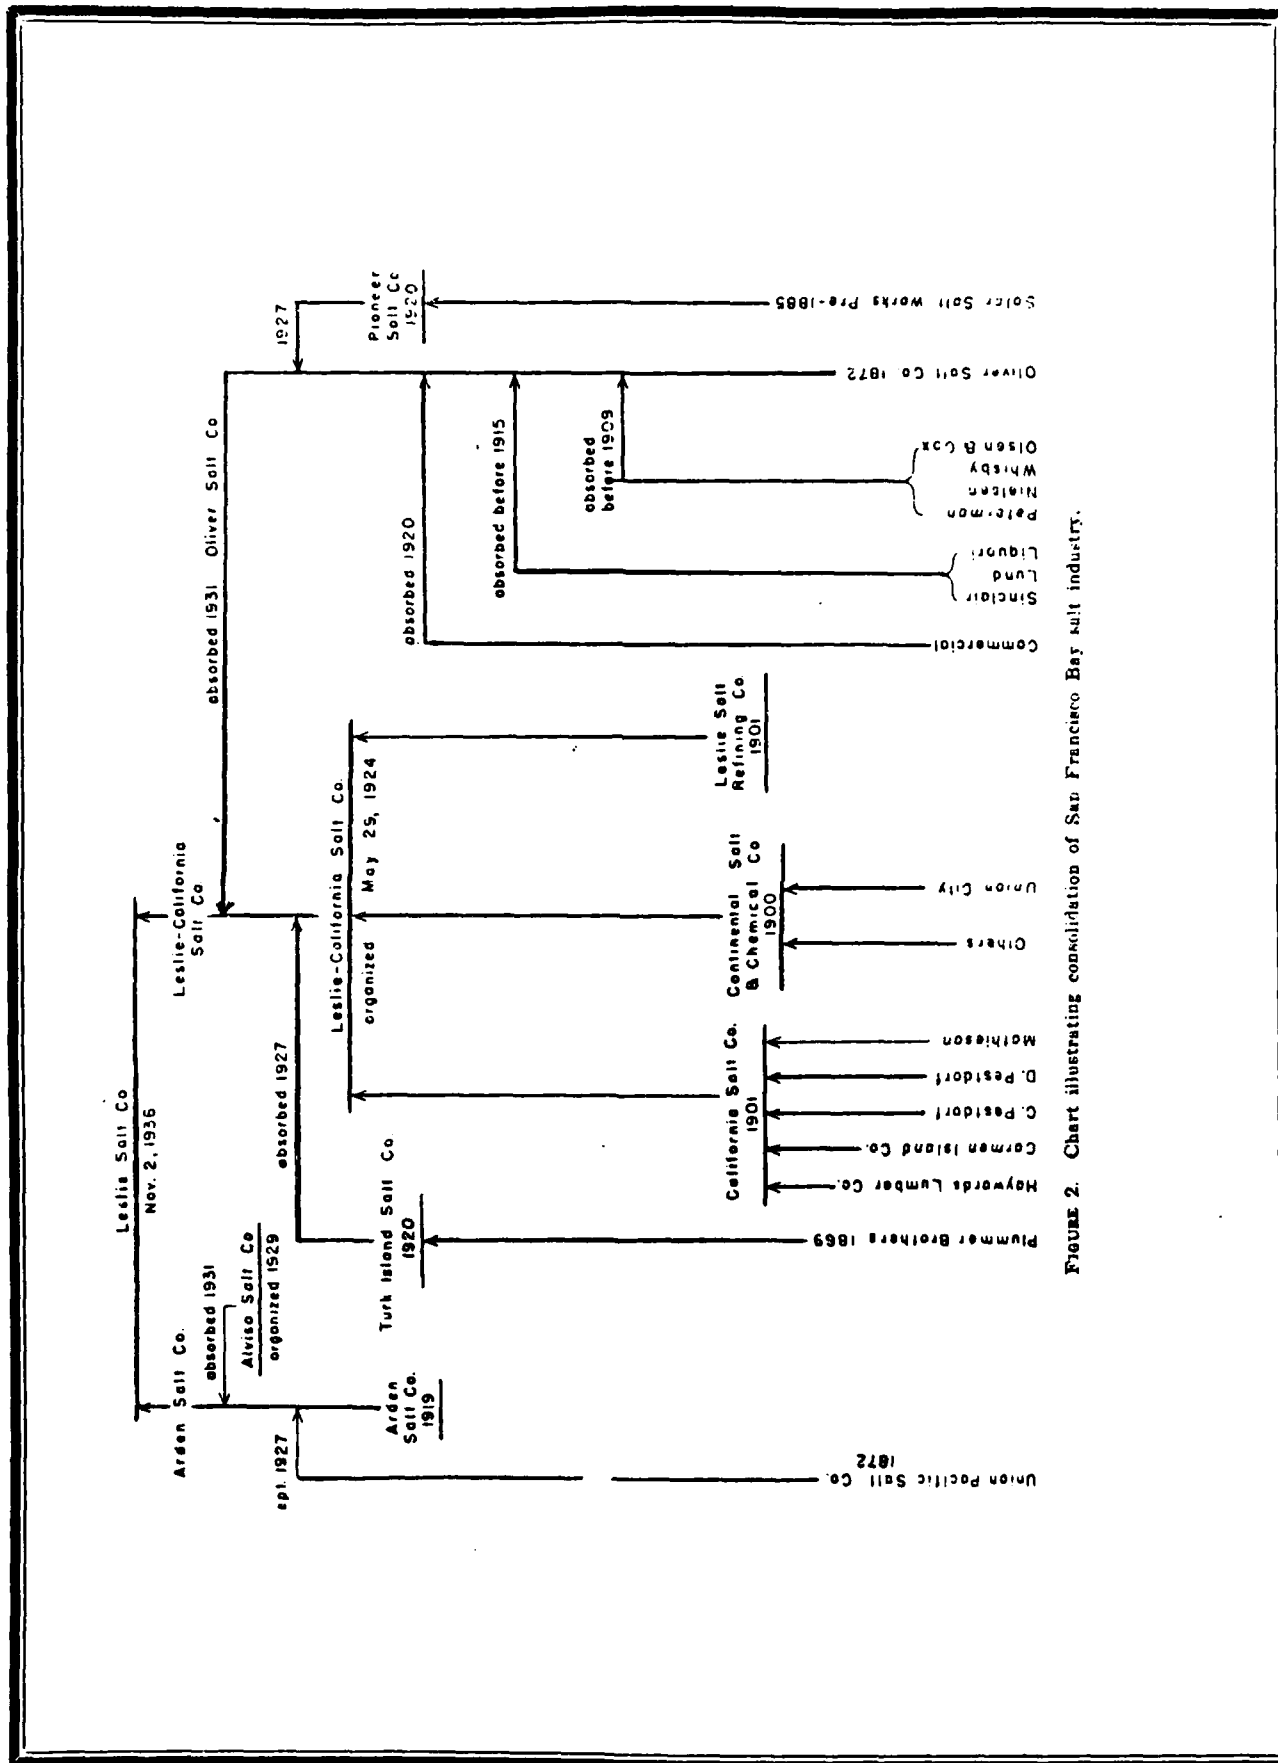 Leslie Salt Co
Nov. 2, 1936
Arden Salt Co.
Leslie-California
Salt Co
absorbed 1931
absorbed 1931 Oliver Salt Co
Alviso Salt Co
organized 1929
1927
absorbed 1927
1927
Leslie-California Salt Co.
organized May 25, 1924
Arden
Salt Co.
1919
Turk Island Salt Co.
1920
Pioneer
Salt Co
1920
absorbed 1920
absorbed before 1915
absorbed
before 1909
California Salt Co.
1901
Continental Salt
& Chemical Co
1900
Leslie Salt
Refining Co.
1901
Union Pacific Salt Co.
1872
Plummer Brothers 1869
Haywards Lumber Co.
Carmen Island Co.
C. Pestdorf
D. Pestdorf
Mathieson
Others
Union City
Commercial
Sinclair
Lund
Liquori
Peterman
Nielsen
Whisby
Olsen & Cox
Oliver Salt Co. 1872
Solar Salt Works Pre-1885
FIGURE 2. Chart illustrating consolidation of San Francisco Bay salt industry.